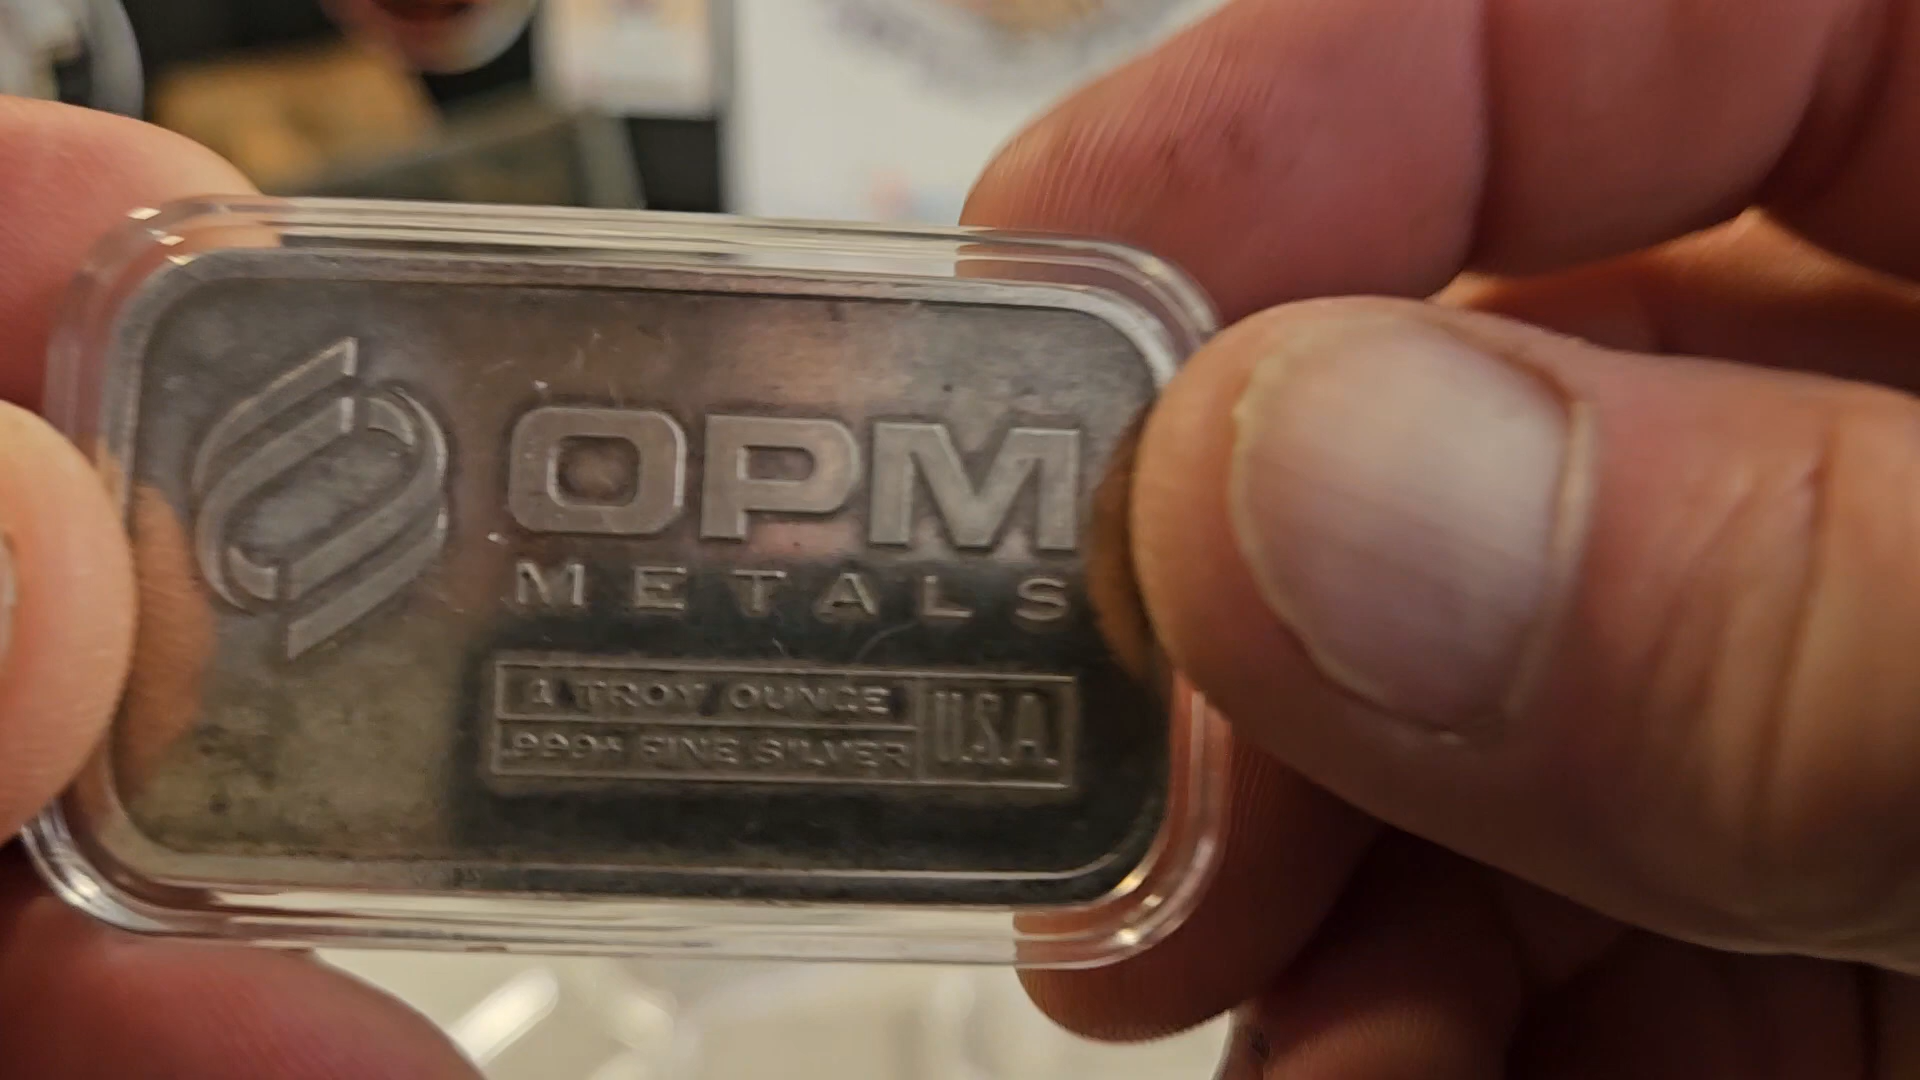 OPM
METALS
1 TROY OUNCE
.999+ FINE SILVER
U.S.A.